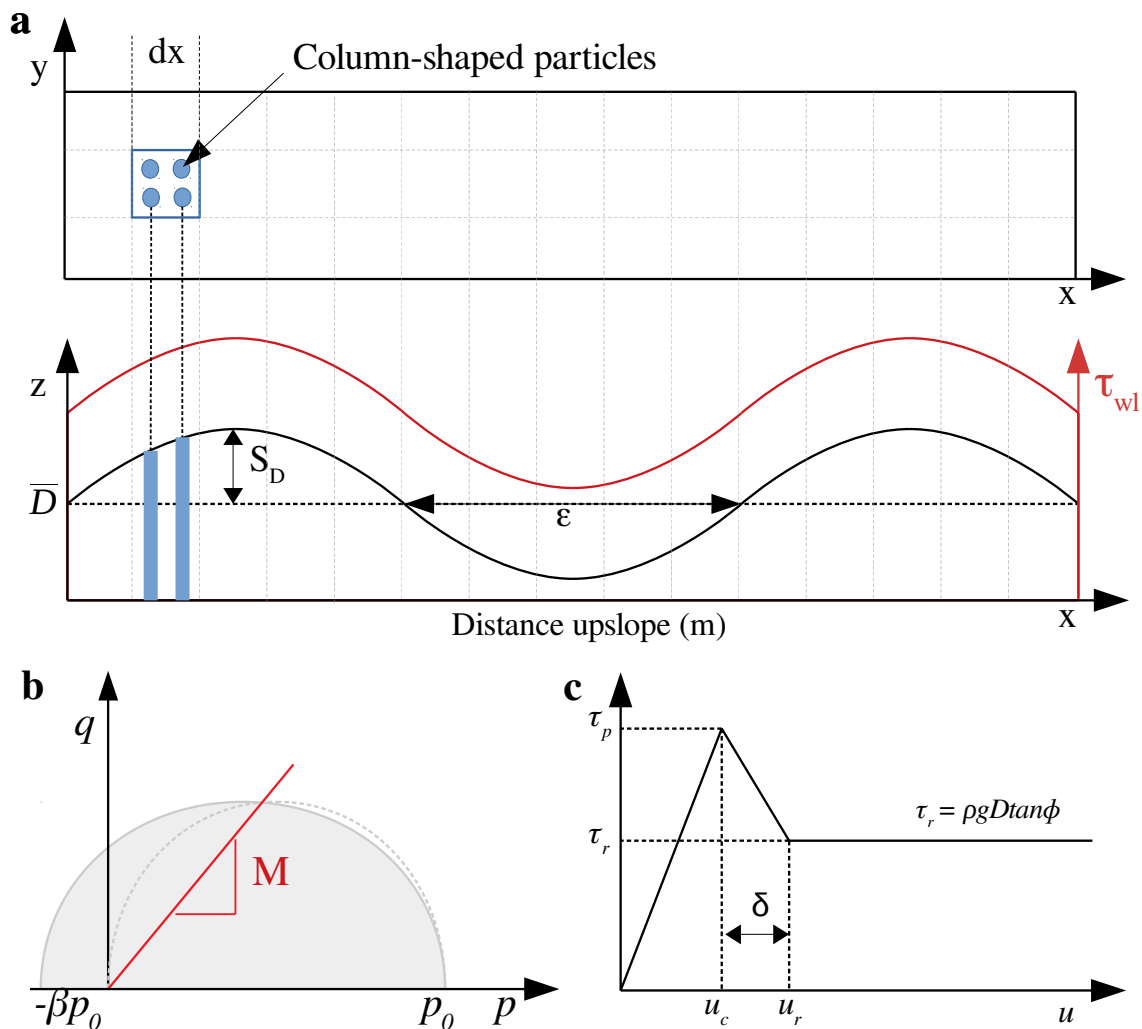 a
y
dx
Column-shaped particles
x
z
τwl
SD
D̅
ε
x
Distance upslope (m)
b
q
M
-βp0
p0
p
c
τp
τr = ρgDtanϕ
τr
δ
uc
ur
u